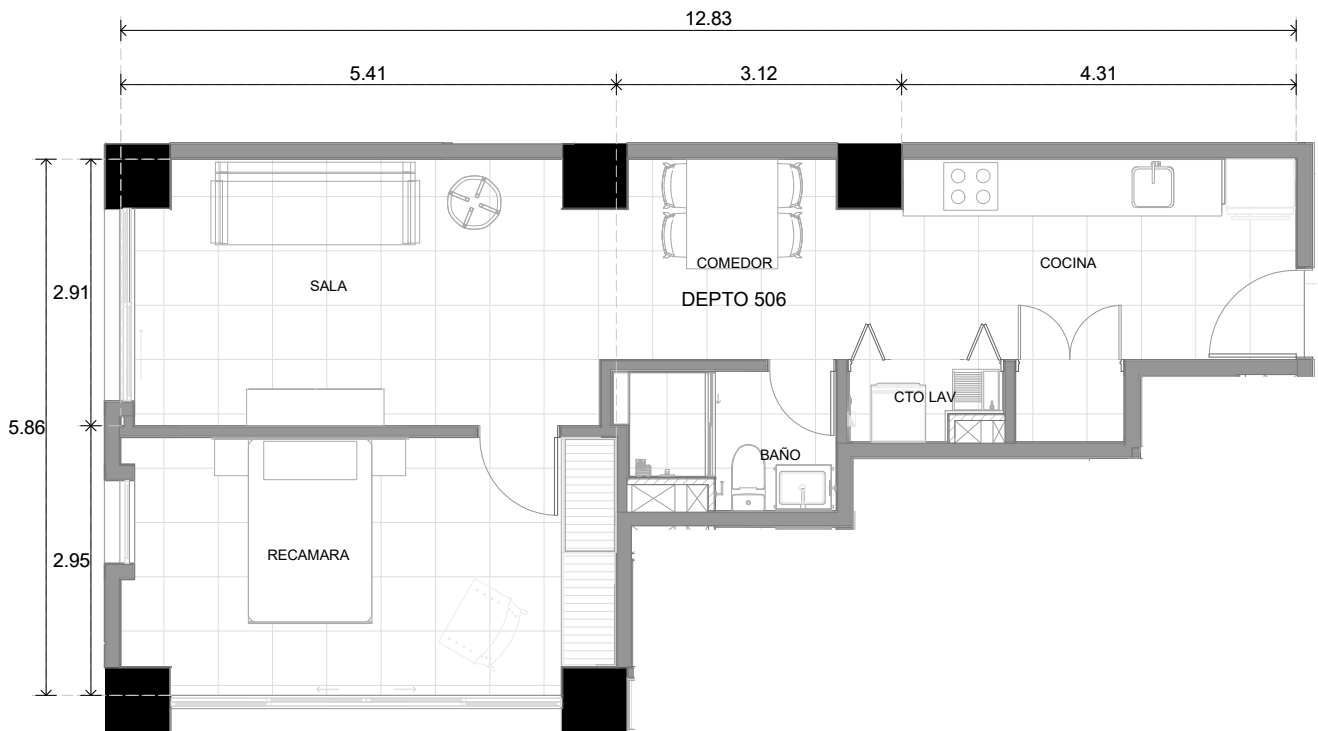 12.83
5.41
3.12
4.31
2.91
5.86
2.95
SALA
COMEDOR
COCINA
DEPTO 506
CTO LAV
BAÑO
RECAMARA